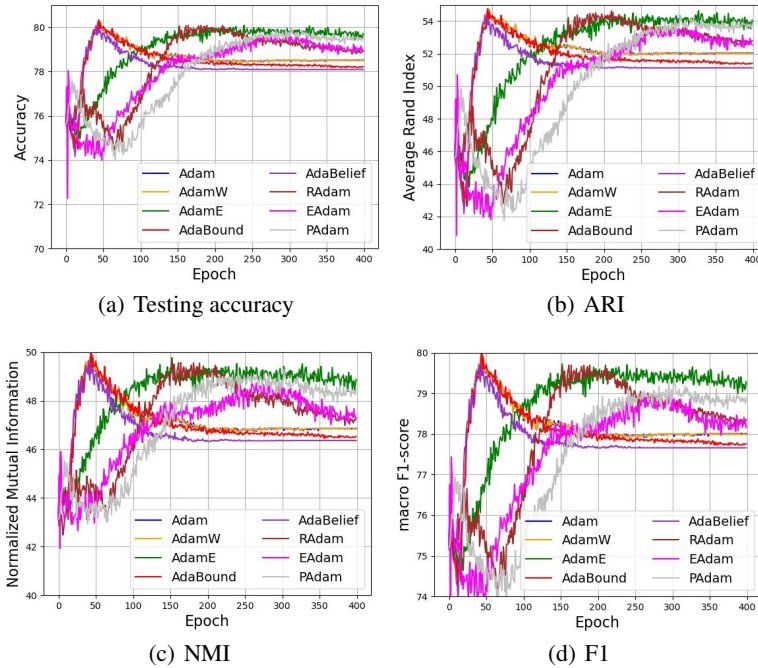 80
78
76
74
72
70
Accuracy
Adam
AdamW
AdamE
AdaBound
AdaBelief
RAdam
EAdam
PAdam
0 50 100 150 200 250 300 350 400
Epoch
(a) Testing accuracy
54
52
50
48
46
44
42
40
Average Rand Index
Adam
AdamW
AdamE
AdaBound
AdaBelief
RAdam
EAdam
PAdam
0 50 100 150 200 250 300 350 400
Epoch
(b) ARI
50
48
46
44
42
40
Normalized Mutual Information
Adam
AdamW
AdamE
AdaBound
AdaBelief
RAdam
EAdam
PAdam
0 50 100 150 200 250 300 350 400
Epoch
(c) NMI
80
79
78
77
76
75
74
macro F1-score
Adam
AdamW
AdamE
AdaBound
AdaBelief
RAdam
EAdam
PAdam
0 50 100 150 200 250 300 350 400
Epoch
(d) F1